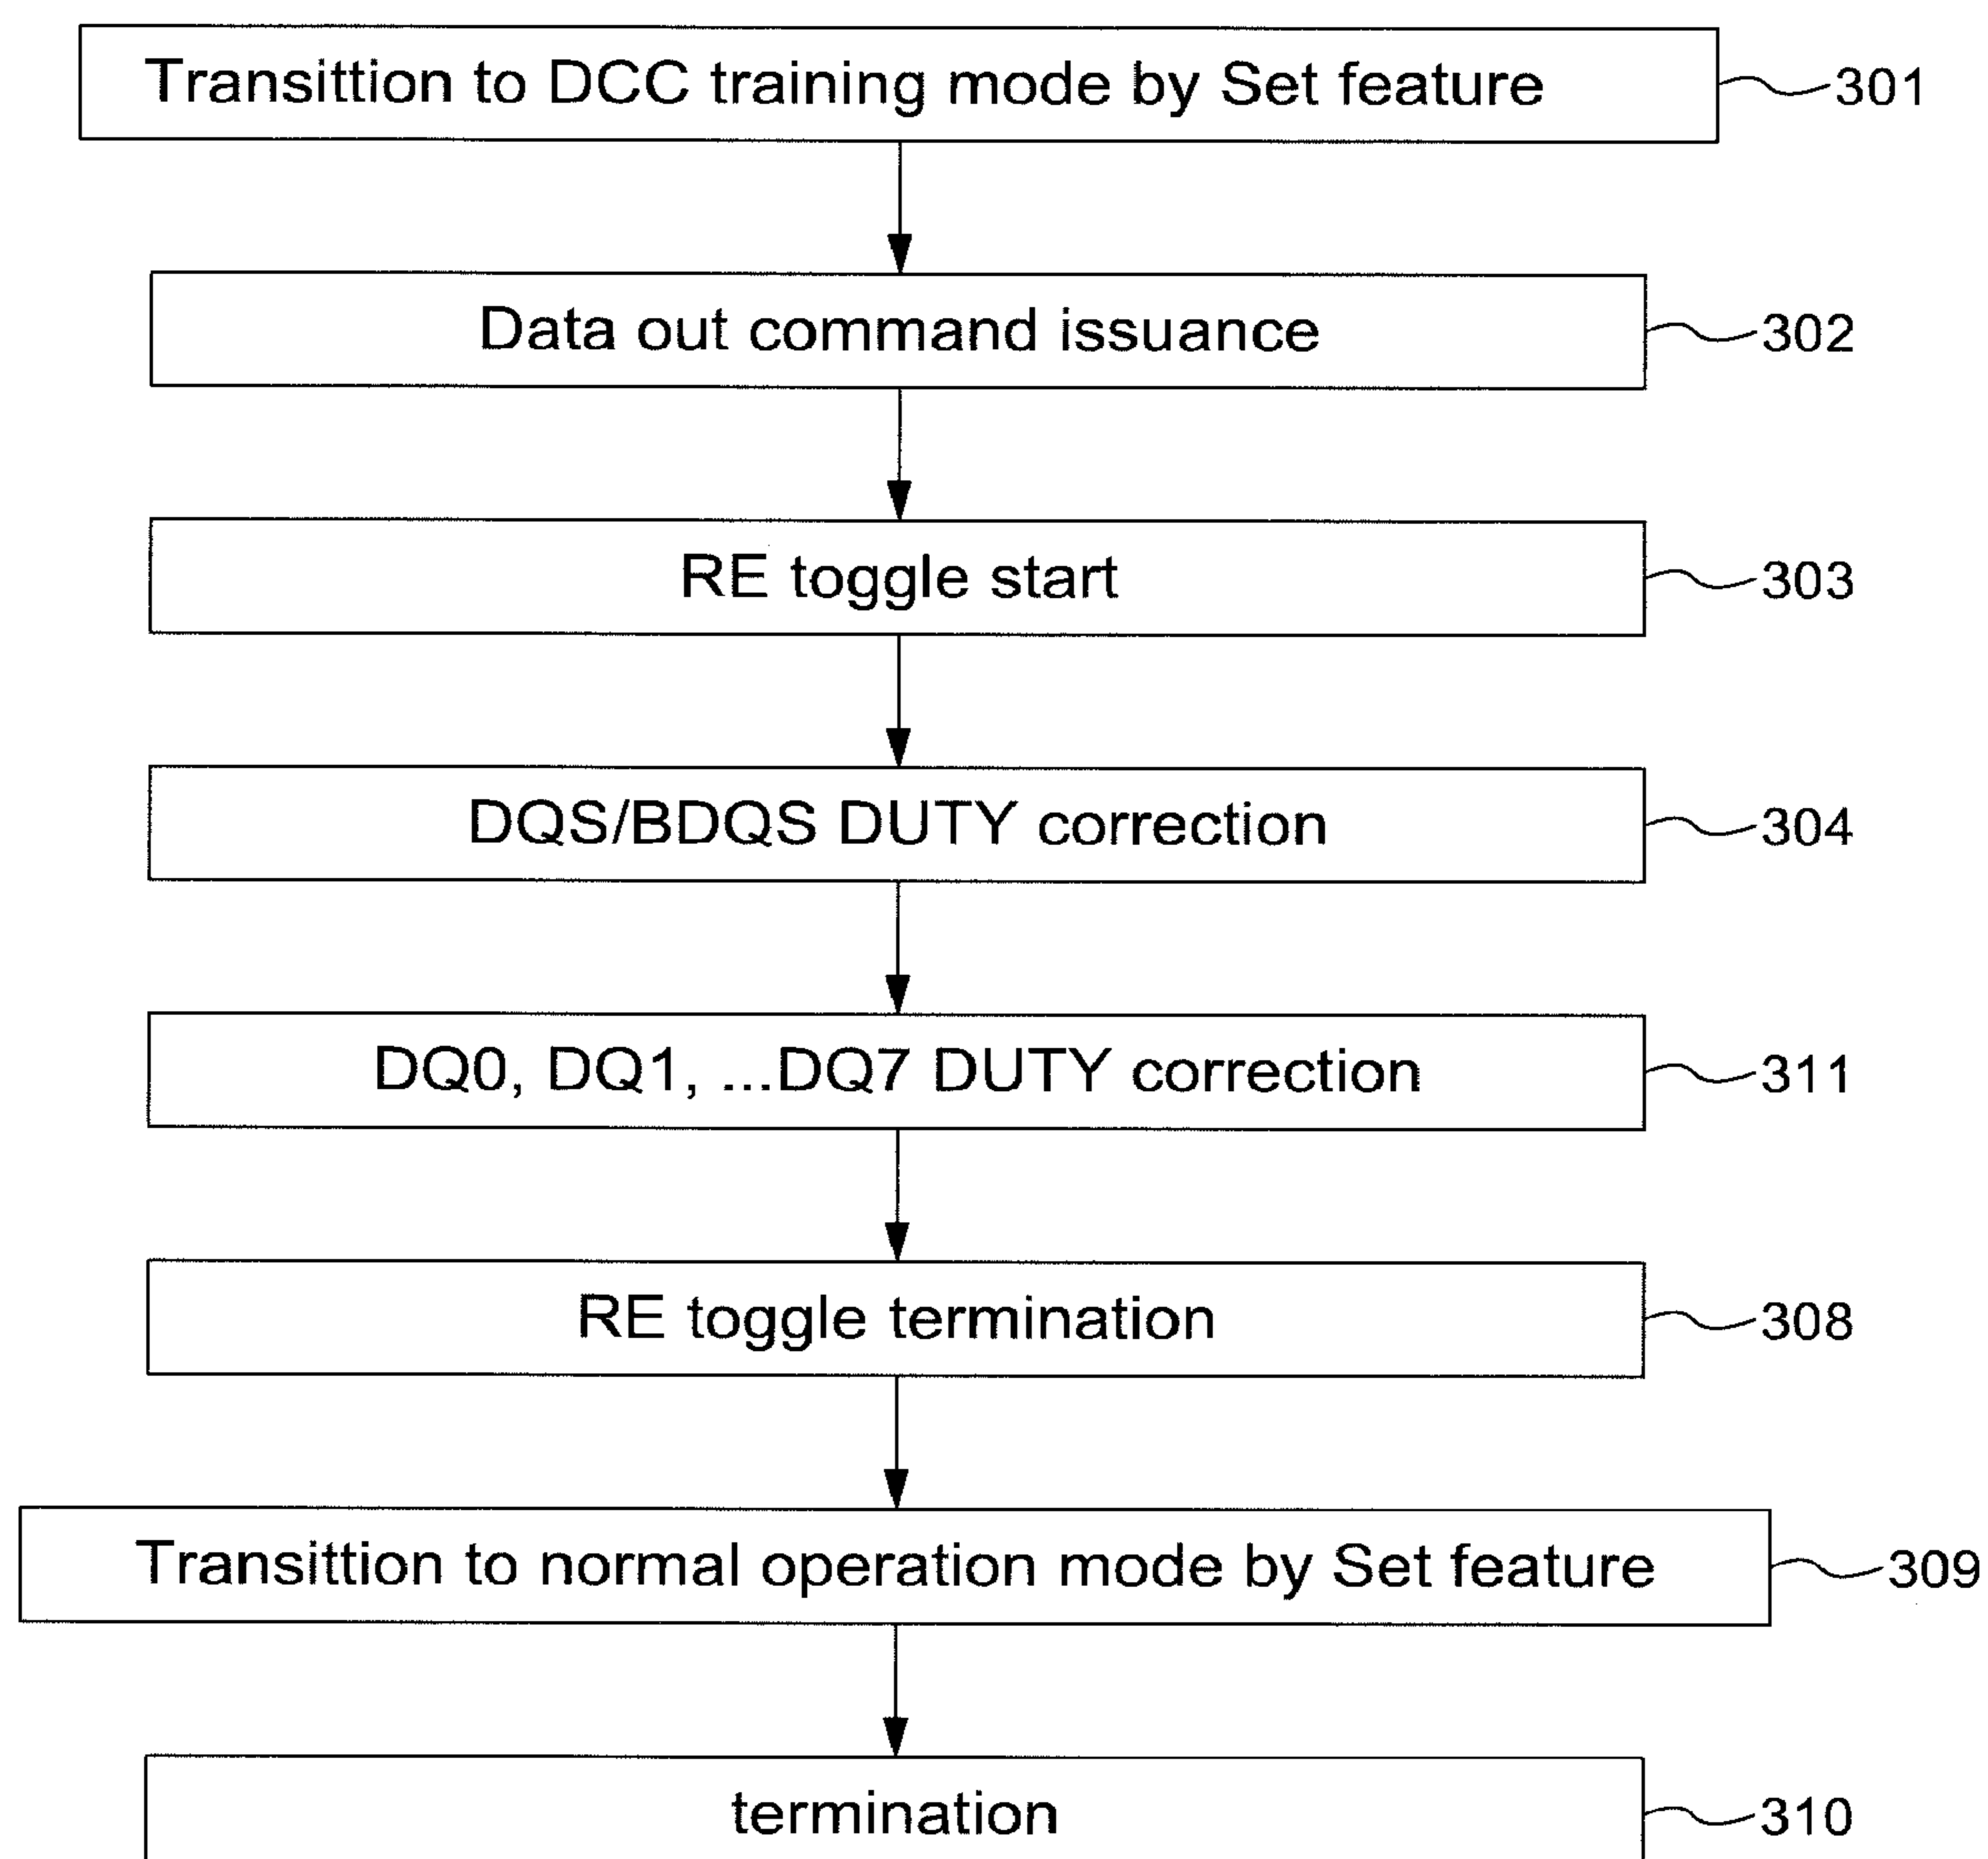 Transittion to DCC training mode by Set feature 301
Data out command issuance 302
RE toggle start 303
DQS/BDQS DUTY correction 304
DQ0, DQ1, ...DQ7 DUTY correction 311
RE toggle termination 308
Transittion to normal operation mode by Set feature 309
termination 310